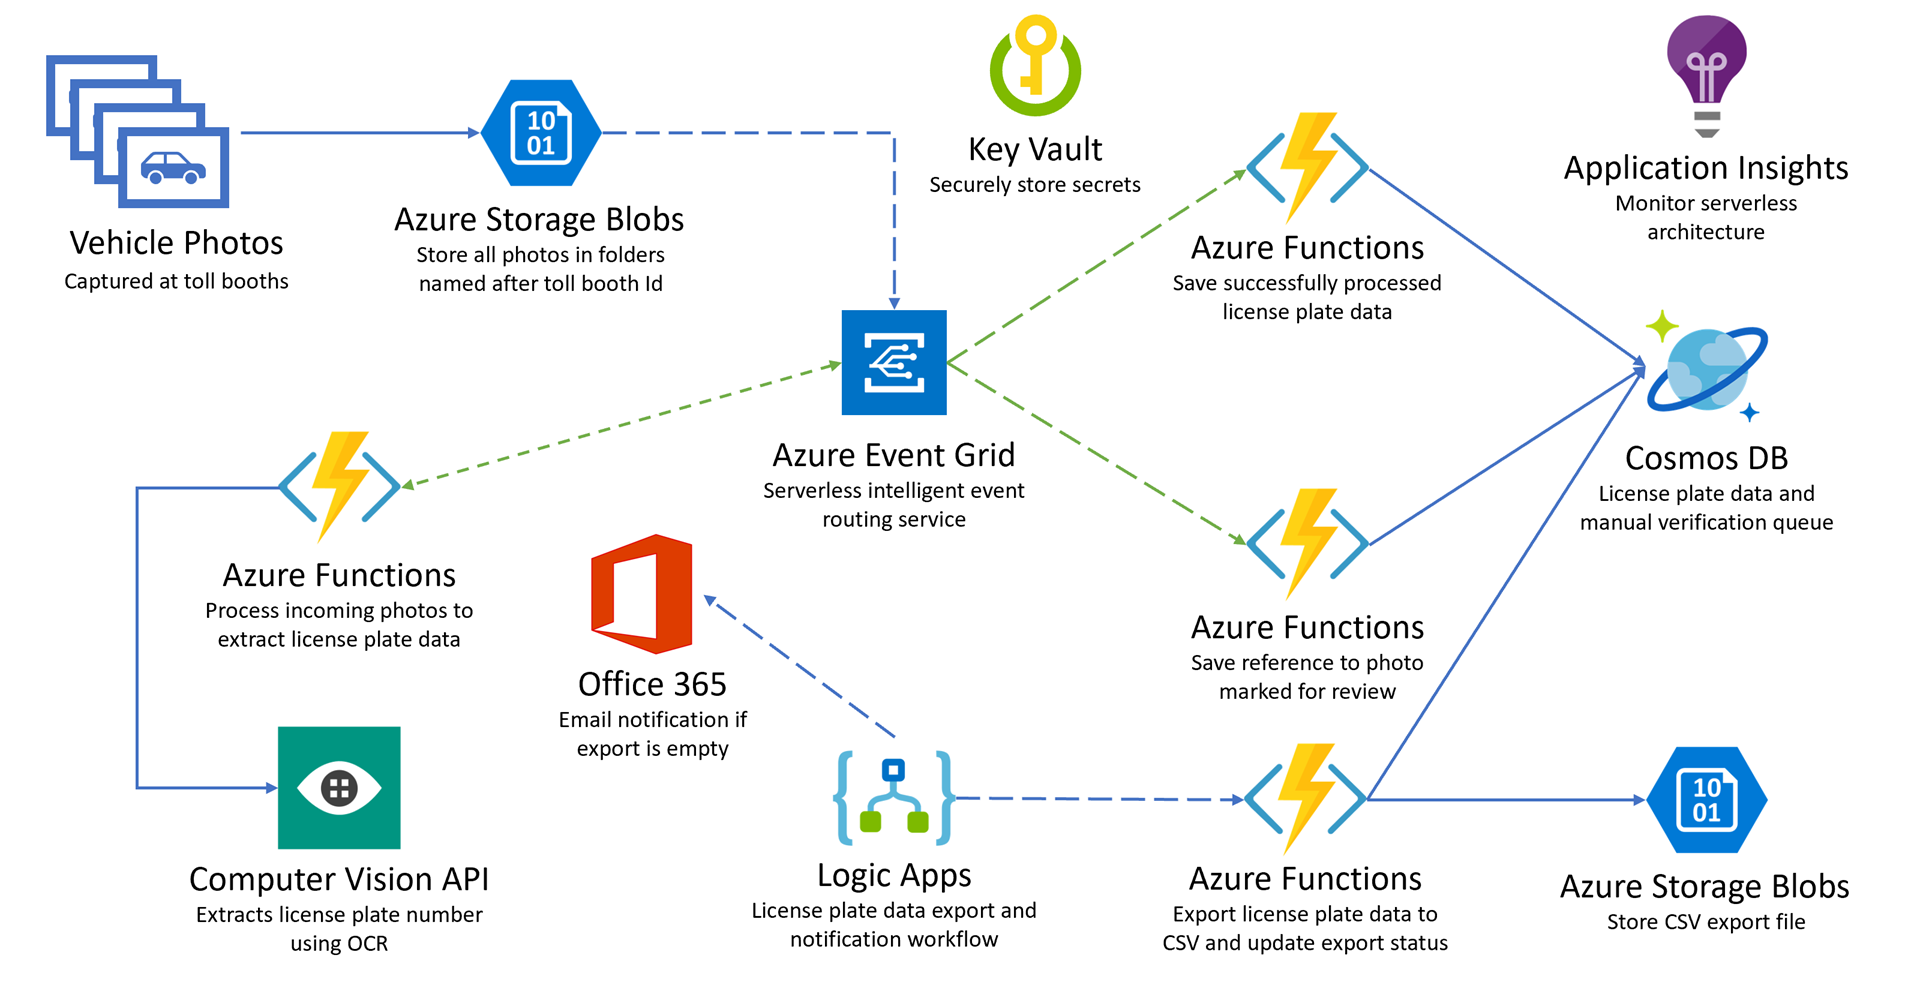 Vehicle Photos
Captured at toll booths
10
01
Azure Storage Blobs
Store all photos in folders
named after toll booth Id
Key Vault
Securely store secrets
Azure Functions
Save successfully processed
license plate data
Application Insights
Monitor serverless
architecture
Azure Event Grid
Serverless intelligent event
routing service
Cosmos DB
License plate data and
manual verification queue
Azure Functions
Process incoming photos to
extract license plate data
Office 365
Email notification if
export is empty
Azure Functions
Save reference to photo
marked for review
Computer Vision API
Extracts license plate number
using OCR
Logic Apps
License plate data export and
notification workflow
Azure Functions
Export license plate data to
CSV and update export status
10
01
Azure Storage Blobs
Store CSV export file